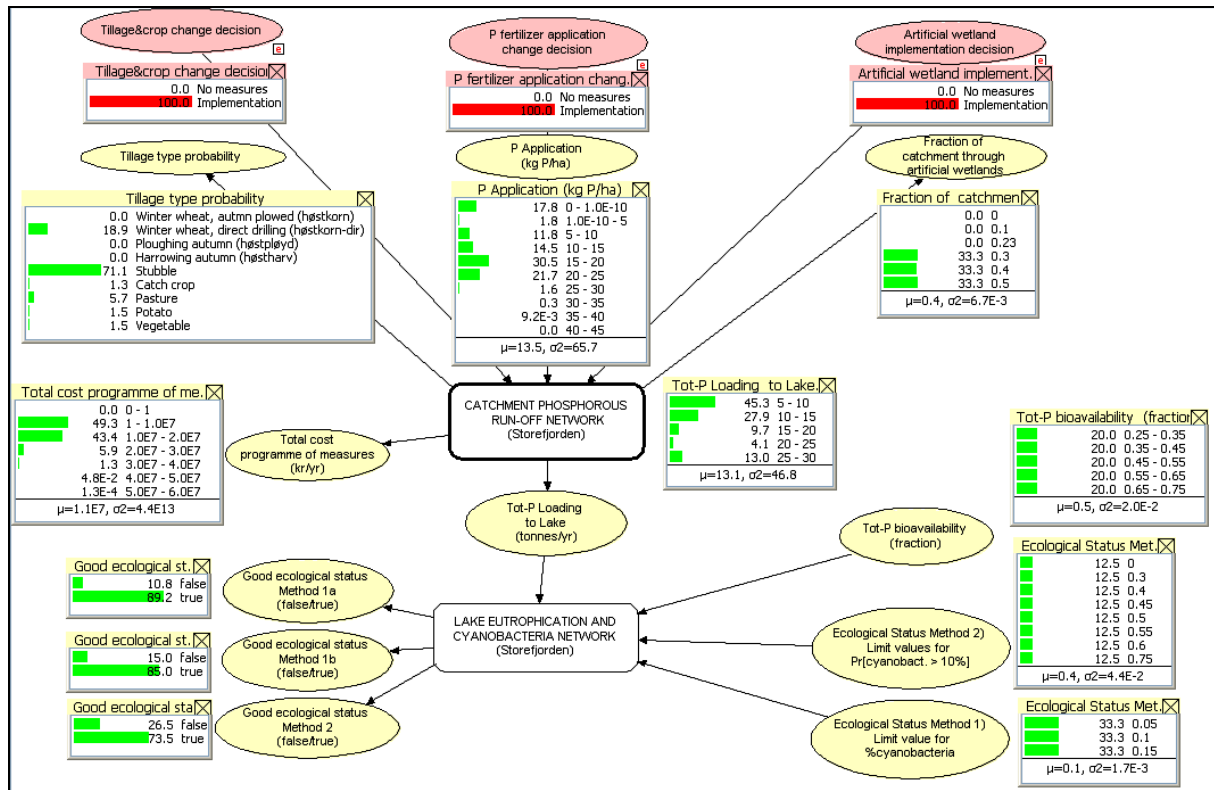 Tillage&crop change decision
e
Tillage&crop change decision
0.0 No measures
100.0 Implementation
P fertilizer application
change decision
e
P fertilizer application chang.
0.0 No measures
100.0 Implementation
Artificial wetland
implementation decision
e
Artificial wetland implement.
0.0 No measures
100.0 Implementation
Tillage type probability
Tillage type probability
0.0 Winter wheat, autmn plowed (høstkorn)
18.9 Winter wheat, direct drilling (høstkorn-dir)
0.0 Ploughing autumn (høstpløyd)
0.0 Harrowing autumn (høstharv)
71.1 Stubble
1.3 Catch crop
5.7 Pasture
1.5 Potato
1.5 Vegetable
P Application
(kg P/ha)
P Application (kg P/ha)
17.8 0 - 1.0E-10
1.8 1.0E-10 - 5
11.8 5 - 10
14.5 10 - 15
30.5 15 - 20
21.7 20 - 25
1.6 25 - 30
0.3 30 - 35
9.2E-3 35 - 40
0.0 40 - 45
μ=13.5, σ2=65.7
Fraction of
catchment through
artificial wetlands
Fraction of catchmen
0.0 0
0.0 0.1
0.0 0.23
33.3 0.3
33.3 0.4
33.3 0.5
μ=0.4, σ2=6.7E-3
Total cost programme of me.
0.0 0 - 1
49.3 1 - 1.0E7
43.4 1.0E7 - 2.0E7
5.9 2.0E7 - 3.0E7
1.3 3.0E7 - 4.0E7
4.8E-2 4.0E7 - 5.0E7
1.3E-4 5.0E7 - 6.0E7
μ=1.1E7, σ2=4.4E13
Total cost
programme of measures
(kr/yr)
CATCHMENT PHOSPHOROUS
RUN-OFF NETWORK
(Storefjorden)
Tot-P Loading to Lake.
45.3 5 - 10
27.9 10 - 15
9.7 15 - 20
4.1 20 - 25
13.0 25 - 30
μ=13.1, σ2=46.8
Tot-P bioavailability (fraction
20.0 0.25 - 0.35
20.0 0.35 - 0.45
20.0 0.45 - 0.55
20.0 0.55 - 0.65
20.0 0.65 - 0.75
μ=0.5, σ2=2.0E-2
Tot-P Loading
to Lake
(tonnes/yr)
Tot-P bioavailability
(fraction)
Good ecological st.
10.8 false
89.2 true
Good ecological status
Method 1a
(false/true)
Good ecological st.
15.0 false
85.0 true
Good ecological status
Method 1b
(false/true)
Good ecological sta
26.5 false
73.5 true
Good ecological status
Method 2
(false/true)
LAKE EUTROPHICATION AND
CYANOBACTERIA NETWORK
(Storefjorden)
Ecological Status Method 2)
Limit values for
Pr[cyanobact. > 10%]
Ecological Status Met.
12.5 0
12.5 0.3
12.5 0.4
12.5 0.45
12.5 0.5
12.5 0.55
12.5 0.6
12.5 0.75
μ=0.4, σ2=4.4E-2
Ecological Status Method 1)
Limit value for
%cyanobacteria
Ecological Status Met.
33.3 0.05
33.3 0.1
33.3 0.15
μ=0.1, σ2=1.7E-3